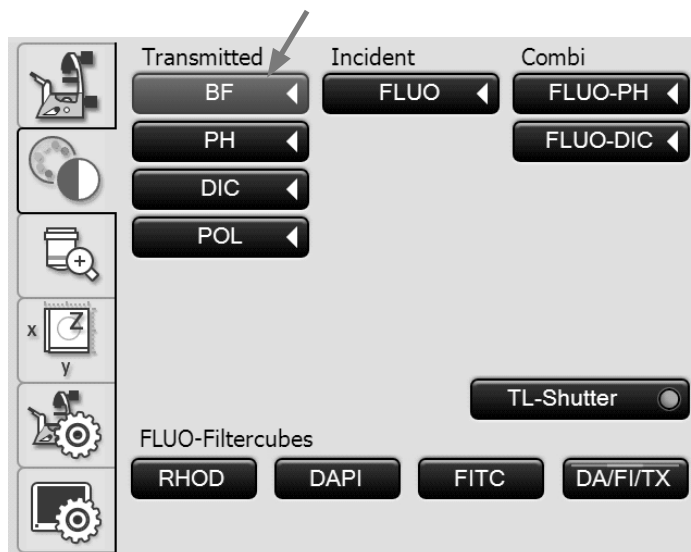 Transmitted Incident Combi
BF FLUO FLUO-PH
PH FLUO-DIC
DIC
POL
x Z
y
TL-Shutter
FLUO-Filtercubes
RHOD DAPI FITC DA/FI/TX